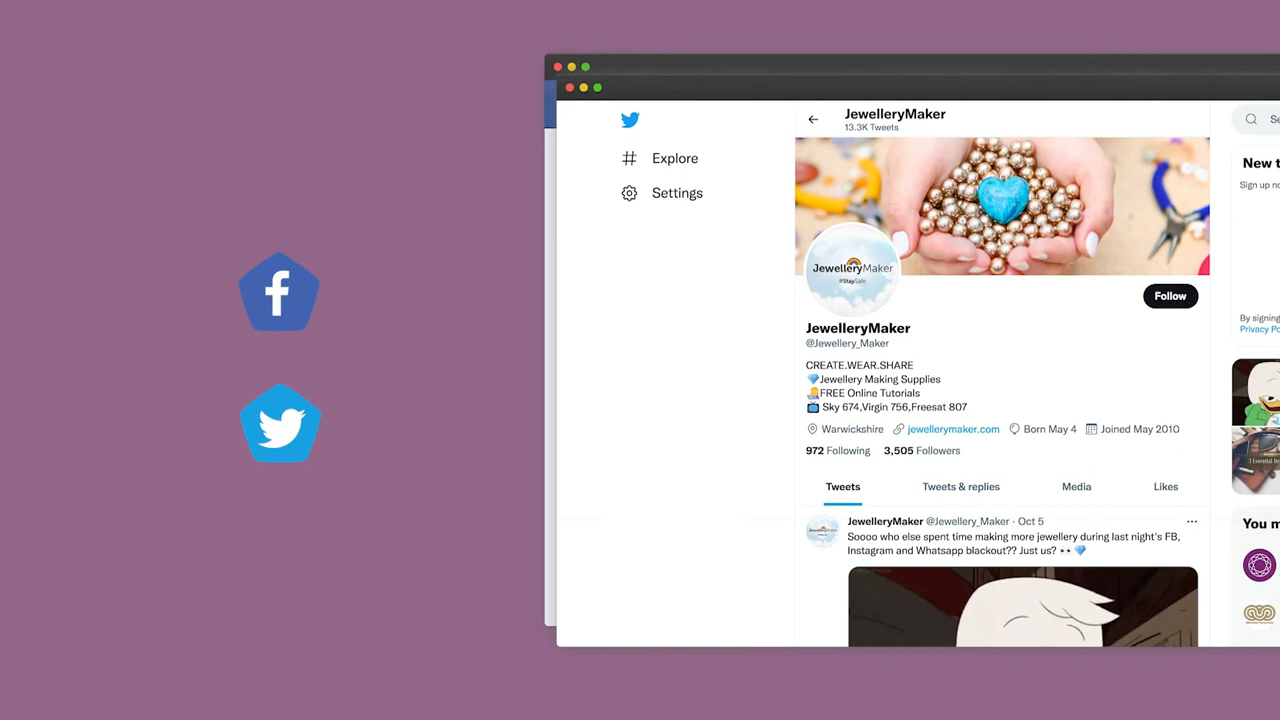 JewelleryMaker
13.3K Tweets
Explore
Settings
JewelleryMaker
#StaySafe
Follow
JewelleryMaker
@Jewellery_Maker
CREATE.WEAR.SHARE
Jewellery Making Supplies
FREE Online Tutorials
Sky 674,Virgin 756,Freesat 807
Warwickshire jewellerymaker.com Born May 4 Joined May 2010
972 Following 3,505 Followers
Tweets Tweets & replies Media Likes
JewelleryMaker @Jewellery_Maker · Oct 5 ...
Soooo who else spent time making more jewellery during last night's FB,
Instagram and Whatsapp blackout?? Just us?
Se
New t
Sign up no
By signing
Privacy Po
You m